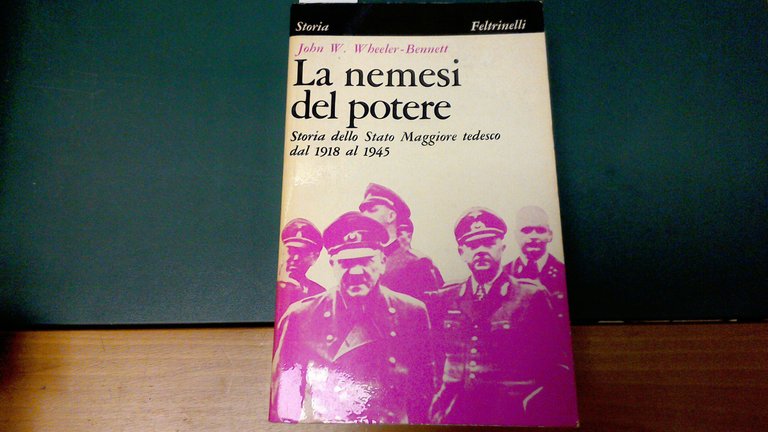 Storia Feltrinelli
John W. Wheeler-Bennett
La nemesi
del potere
Storia dello Stato Maggiore tedesco
dal 1918 al 1945